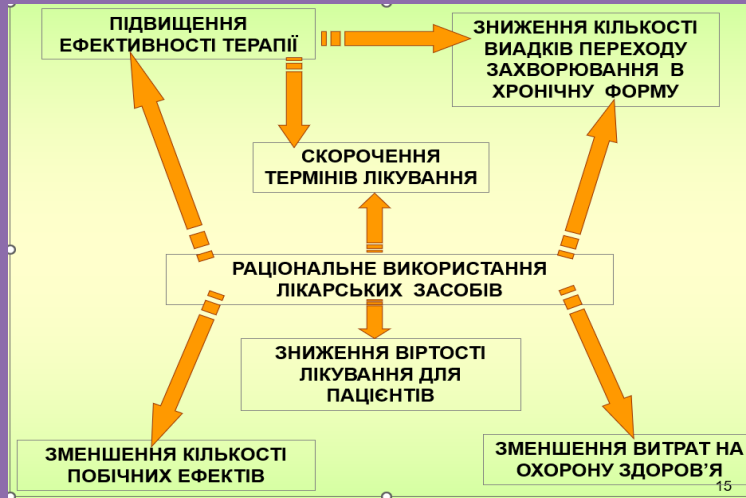 ПІДВИЩЕННЯ
ЕФЕКТИВНОСТІ ТЕРАПІЇ
ЗНИЖЕННЯ КІЛЬКОСТІ
ВИАДКІВ ПЕРЕХОДУ
ЗАХВОРЮВАННЯ В
ХРОНІЧНУ ФОРМУ
СКОРОЧЕННЯ
ТЕРМІНІВ ЛІКУВАННЯ
РАЦІОНАЛЬНЕ ВИКОРИСТАННЯ
ЛІКАРСЬКИХ ЗАСОБІВ
ЗНИЖЕННЯ ВІРТОСТІ
ЛІКУВАННЯ ДЛЯ
ПАЦІЄНТІВ
ЗМЕНШЕННЯ КІЛЬКОСТІ
ПОБІЧНИХ ЕФЕКТІВ
ЗМЕНШЕННЯ ВИТРАТ НА
ОХОРОНУ ЗДОРОВ’Я
15